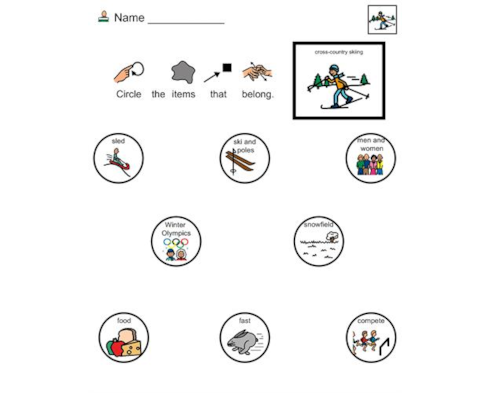 Name
cross-country skiing
Circle the items that belong.
sled
ski and
poles
men and
women
Winter
Olympics
snowfield
food
fast
compete